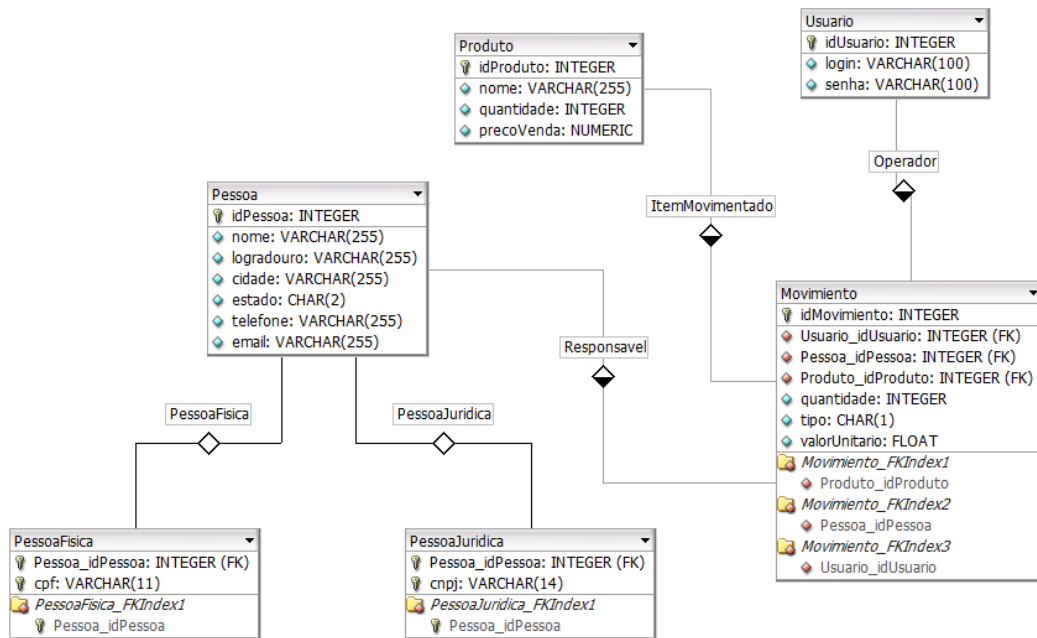 Usuario
idUsuario: INTEGER
login: VARCHAR(100)
senha: VARCHAR(100)
Produto
idProduto: INTEGER
nome: VARCHAR(255)
quantidade: INTEGER
precoVenda: NUMERIC
Operador
ItemMovimentado
Pessoa
idPessoa: INTEGER
nome: VARCHAR(255)
logradouro: VARCHAR(255)
cidade: VARCHAR(255)
estado: CHAR(2)
telefone: VARCHAR(255)
email: VARCHAR(255)
Responsavel
Movimiento
idMovimiento: INTEGER
Usuario_idUsuario: INTEGER (FK)
Pessoa_idPessoa: INTEGER (FK)
Produto_idProduto: INTEGER (FK)
quantidade: INTEGER
tipo: CHAR(1)
valorUnitario: FLOAT
Movimiento_FKIndex1
Produto_idProduto
Movimiento_FKIndex2
Pessoa_idPessoa
Movimiento_FKIndex3
Usuario_idUsuario
PessoaFisica
PessoaJuridica
PessoaFisica
Pessoa_idPessoa: INTEGER (FK)
cpf: VARCHAR(11)
PessoaFisica_FKIndex1
Pessoa_idPessoa
PessoaJuridica
Pessoa_idPessoa: INTEGER (FK)
cnpj: VARCHAR(14)
PessoaJuridica_FKIndex1
Pessoa_idPessoa